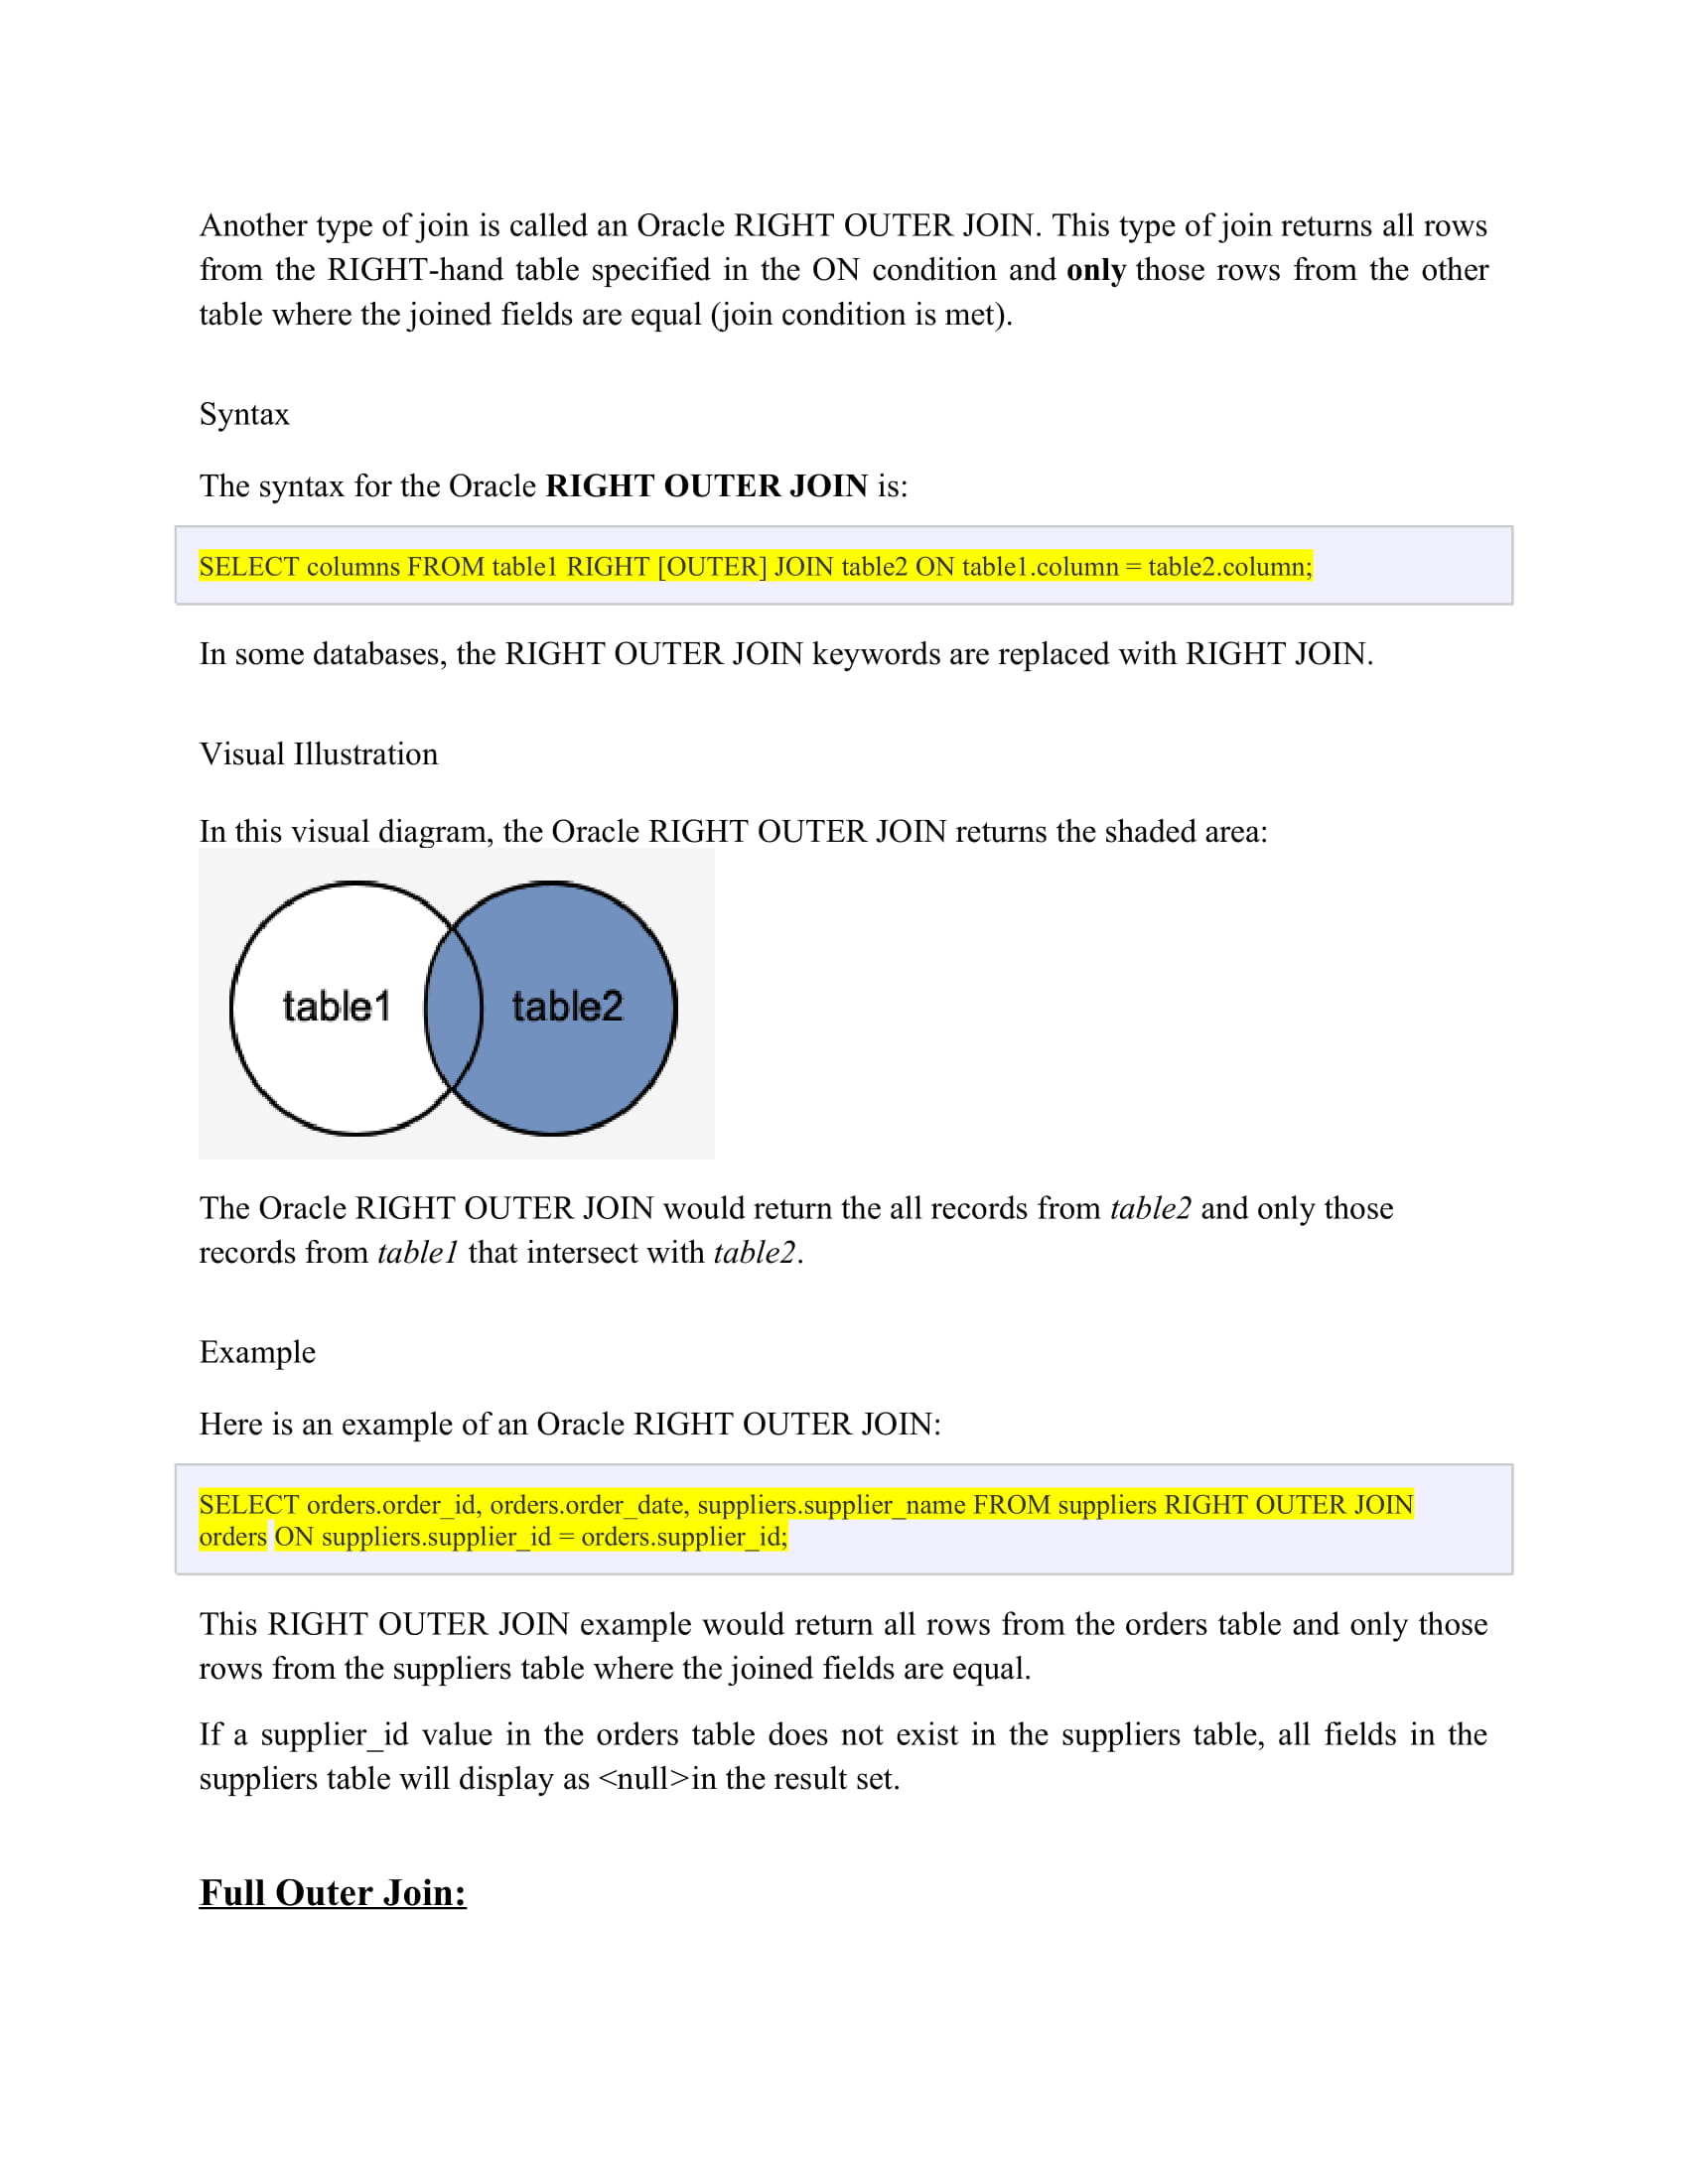 Another type of join is called an Oracle RIGHT OUTER JOIN. This type of join returns all rows
from the RIGHT-hand table specified in the ON condition and only those rows from the other
table where the joined fields are equal (join condition is met).
Syntax
The syntax for the Oracle RIGHT OUTER JOIN is:
SELECT columns FROM table1 RIGHT [OUTER] JOIN table2 ON table1.column = table2.column;
In some databases, the RIGHT OUTER JOIN keywords are replaced with RIGHT JOIN.
Visual Illustration
In this visual diagram, the Oracle RIGHT OUTER JOIN returns the shaded area:
table1 table2
The Oracle RIGHT OUTER JOIN would return the all records from table2 and only those
records from table1 that intersect with table2.
Example
Here is an example of an Oracle RIGHT OUTER JOIN:
SELECT orders.order_id, orders.order_date, suppliers.supplier_name FROM suppliers RIGHT OUTER JOIN
orders ON suppliers.supplier_id = orders.supplier_id;
This RIGHT OUTER JOIN example would return all rows from the orders table and only those
rows from the suppliers table where the joined fields are equal.
If a supplier_id value in the orders table does not exist in the suppliers table, all fields in the
suppliers table will display as <null>in the result set.
Full Outer Join: